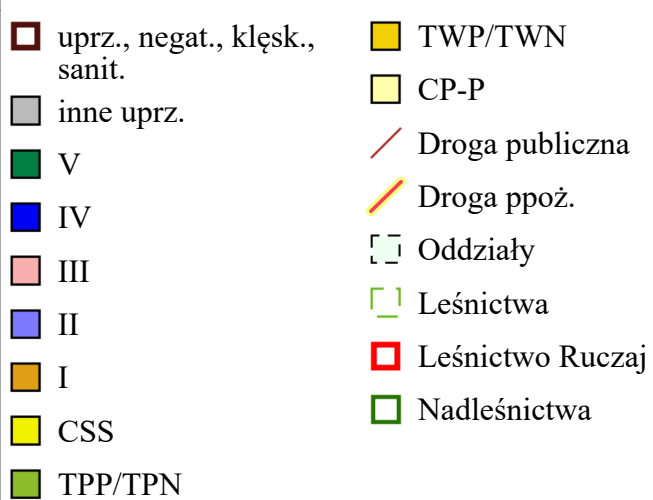 uprz., negat., klęsk.,
sanit.
inne uprz.
V
IV
III
II
I
CSS
TPP/TPN
TWP/TWN
CP-P
Droga publiczna
Droga ppoż.
Oddziały
Leśnictwa
Leśnictwo Ruczaj
Nadleśnictwa